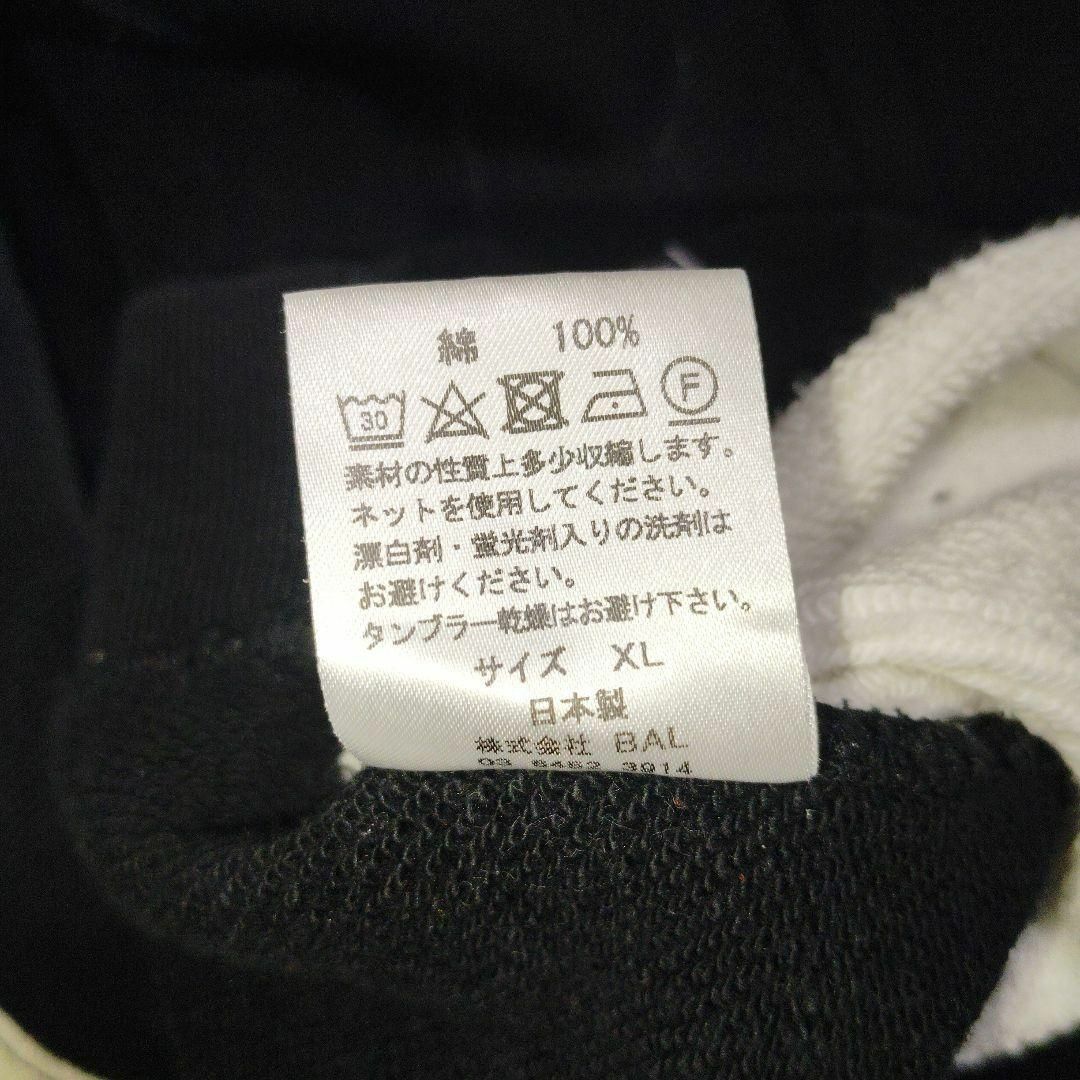 綿 100%
30 F
素材の性質上多少収縮します。
ネットを使用してください。
漂白剤・蛍光剤入りの洗剤は
お避けください。
タンブラー乾燥はお避け下さい。
サイズ XL
日本製
株式会社 BAL
03 3914